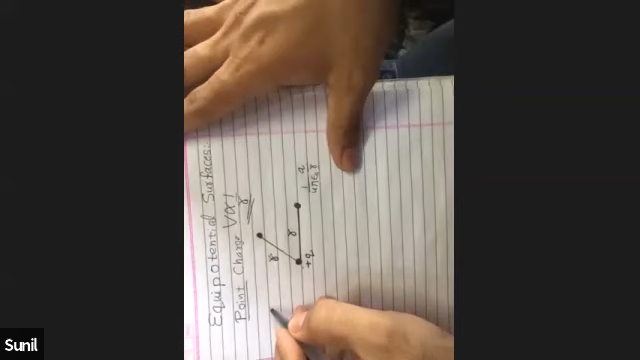 Equipotential Surfaces:-
Point Charge V∝1/r
r
r
+q
1/4πε₀ q/r
Sunil